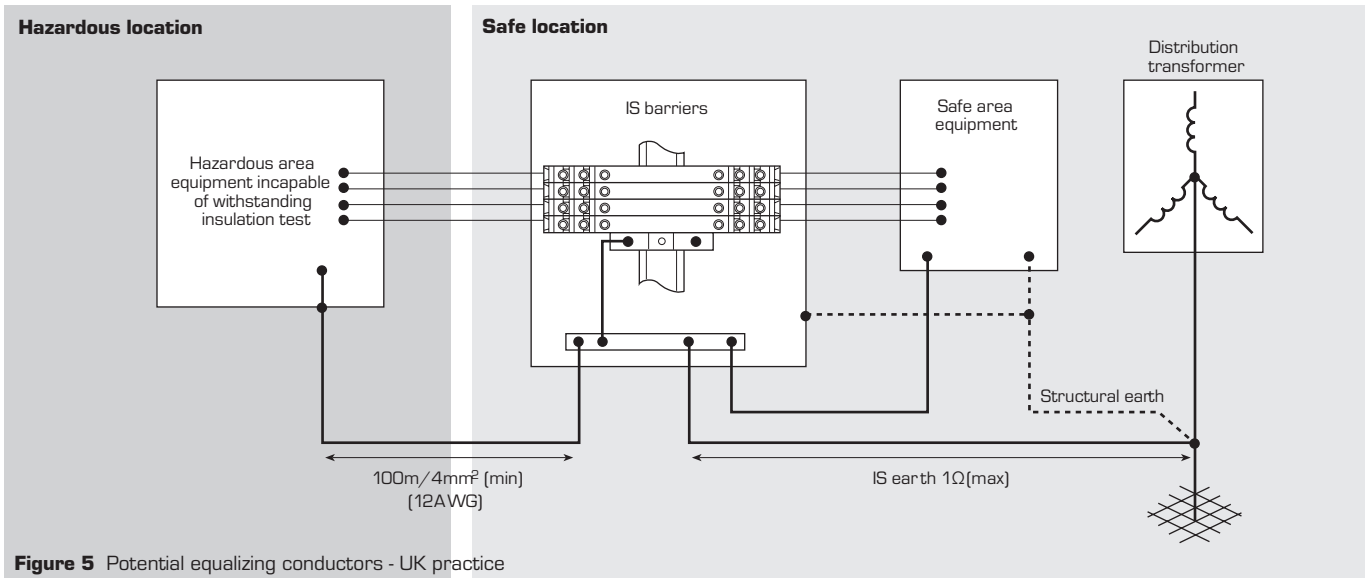 Hazardous location
Safe location
Distribution
transformer
IS barriers
Safe area
equipment
Hazardous area
equipment incapable
of withstanding
insulation test
Structural earth
100m/4mm² (min)
(12AWG)
IS earth 1Ω(max)
Figure 5 Potential equalizing conductors - UK practice